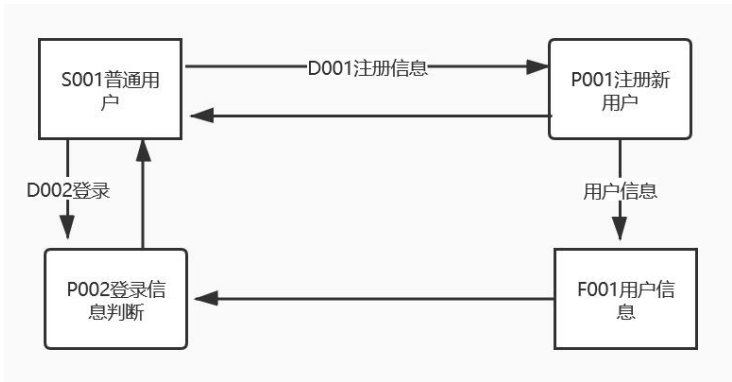 S001普通用
户
D001注册信息
P001注册新
用户
D002登录
用户信息
P002登录信
息判断
F001用户信
息